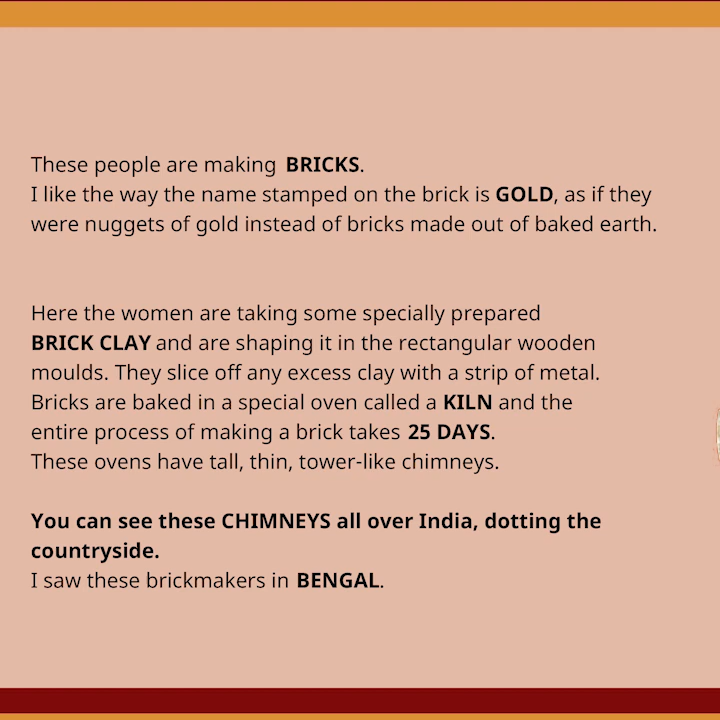 These people are making BRICKS.
I like the way the name stamped on the brick is GOLD, as if they
were nuggets of gold instead of bricks made out of baked earth.
Here the women are taking some specially prepared
BRICK CLAY and are shaping it in the rectangular wooden
moulds. They slice off any excess clay with a strip of metal.
Bricks are baked in a special oven called a KILN and the
entire process of making a brick takes 25 DAYS.
These ovens have tall, thin, tower-like chimneys.
You can see these CHIMNEYS all over India, dotting the
countryside.
I saw these brickmakers in BENGAL.